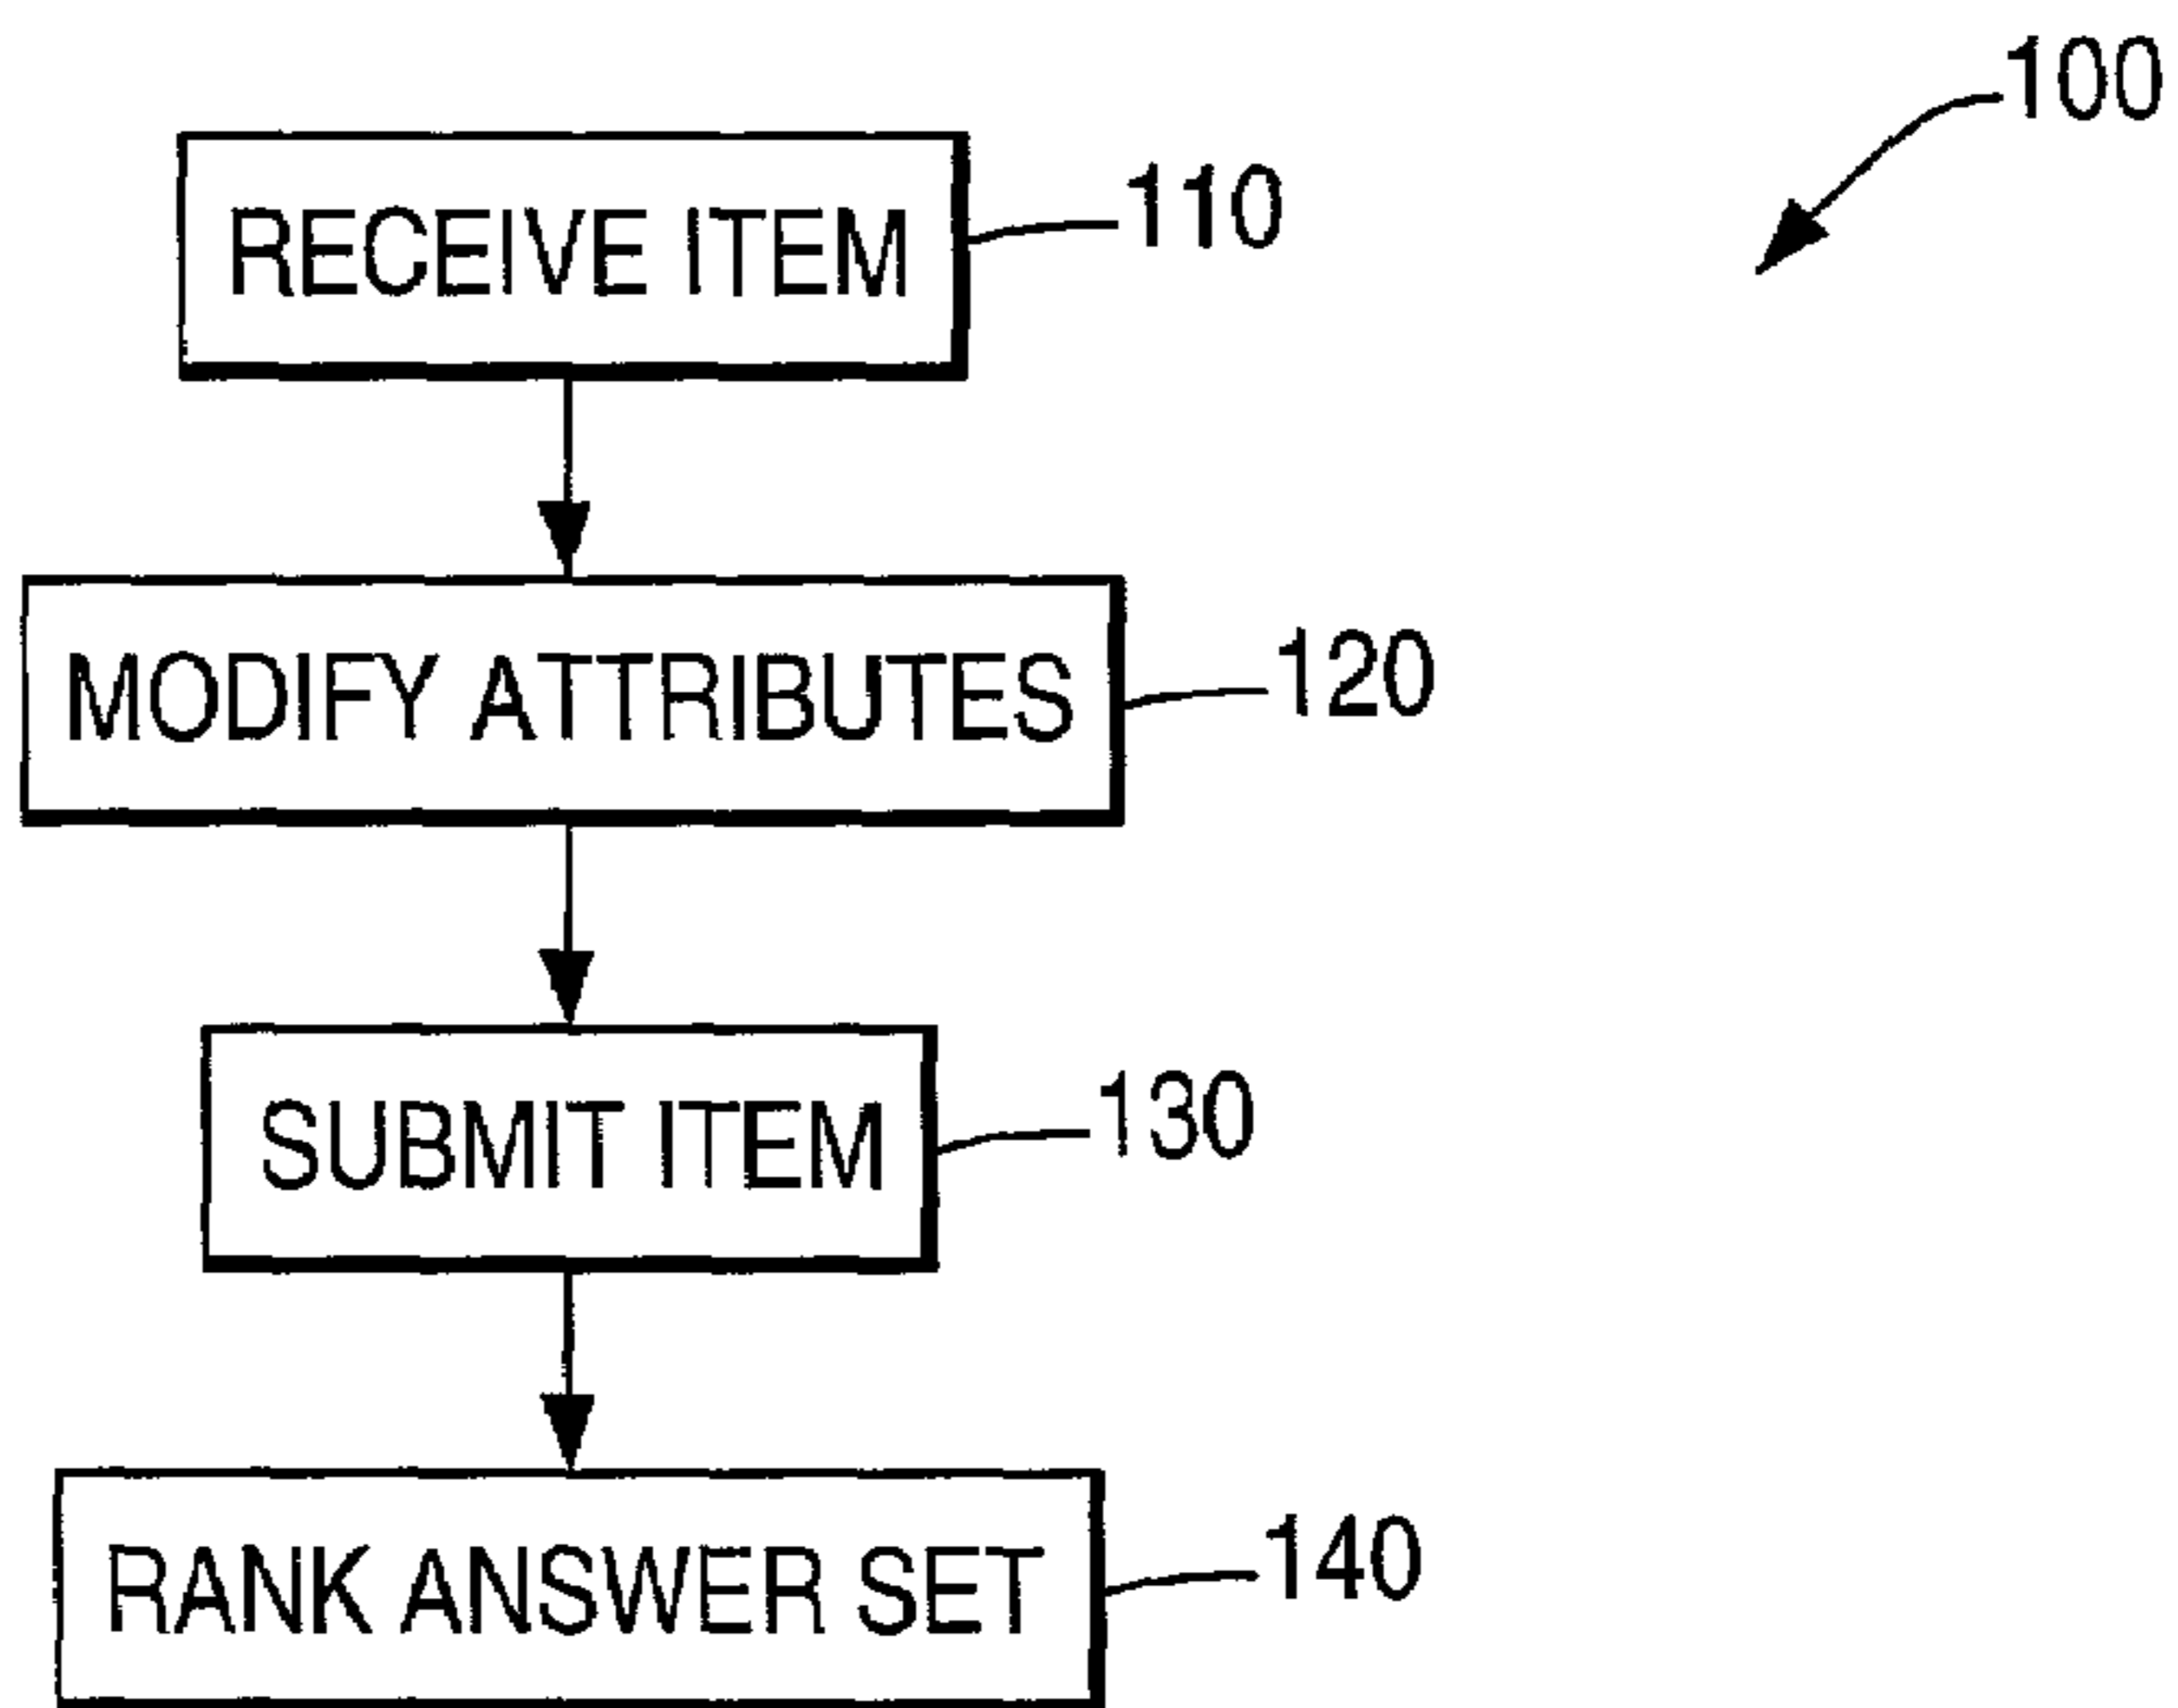 100
RECEIVE ITEM
110
MODIFY ATTRIBUTES
120
SUBMIT ITEM
130
RANK ANSWER SET
140